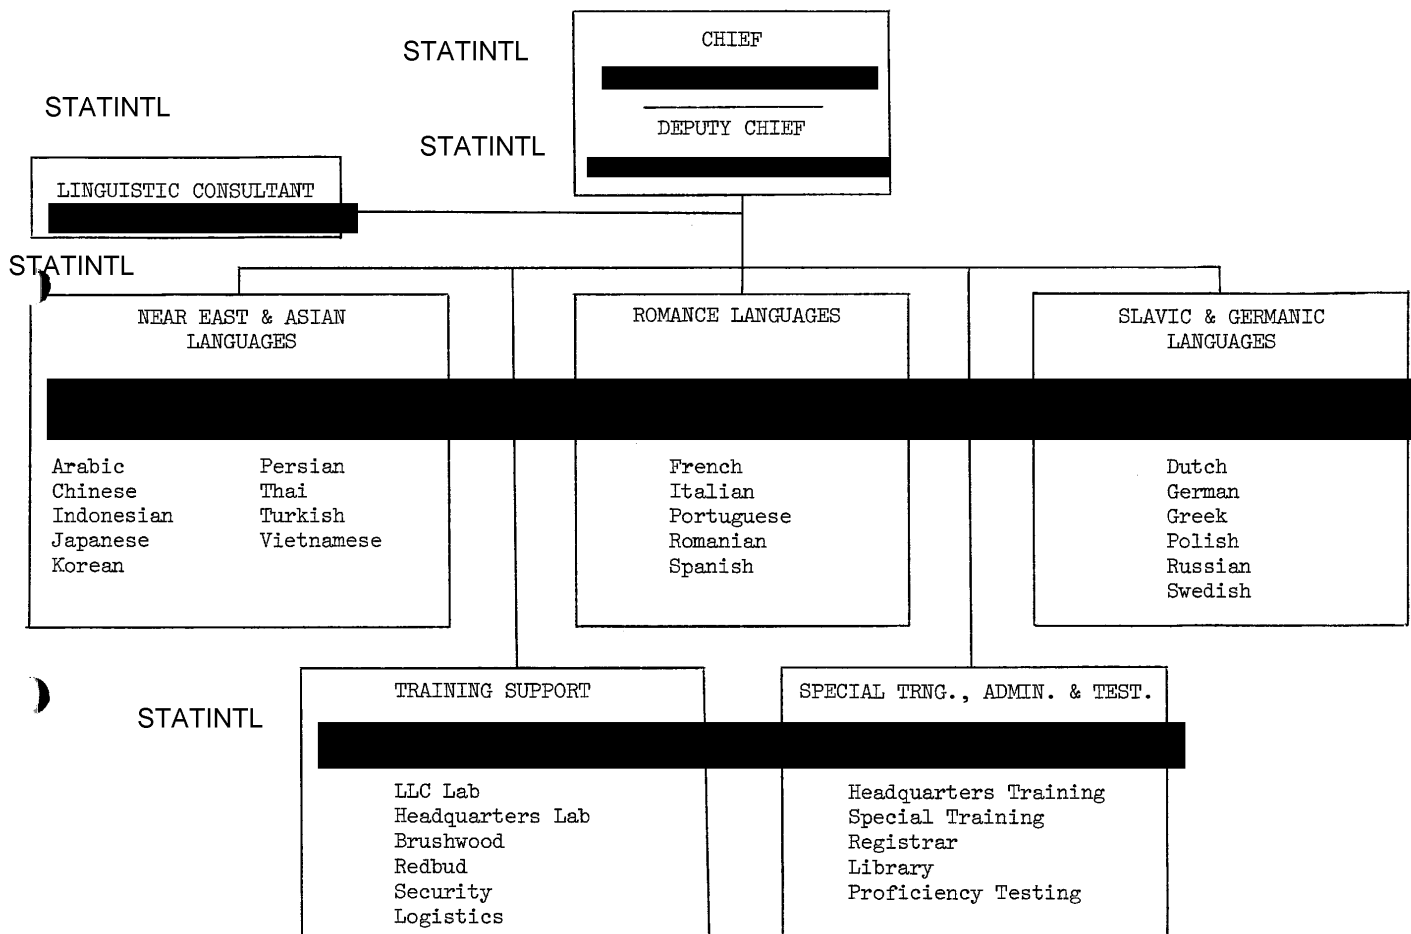 STATINTL
CHIEF
STATINTL
DEPUTY CHIEF
STATINTL
LINGUISTIC CONSULTANT
STATINTL
NEAR EAST & ASIAN
LANGUAGES
Arabic
Chinese
Indonesian
Japanese
Korean
Persian
Thai
Turkish
Vietnamese
ROMANCE LANGUAGES
French
Italian
Portuguese
Romanian
Spanish
SLAVIC & GERMANIC
LANGUAGES
Dutch
German
Greek
Polish
Russian
Swedish
STATINTL
TRAINING SUPPORT
LLC Lab
Headquarters Lab
Brushwood
Redbud
Security
Logistics
SPECIAL TRNG., ADMIN. & TEST.
Headquarters Training
Special Training
Registrar
Library
Proficiency Testing